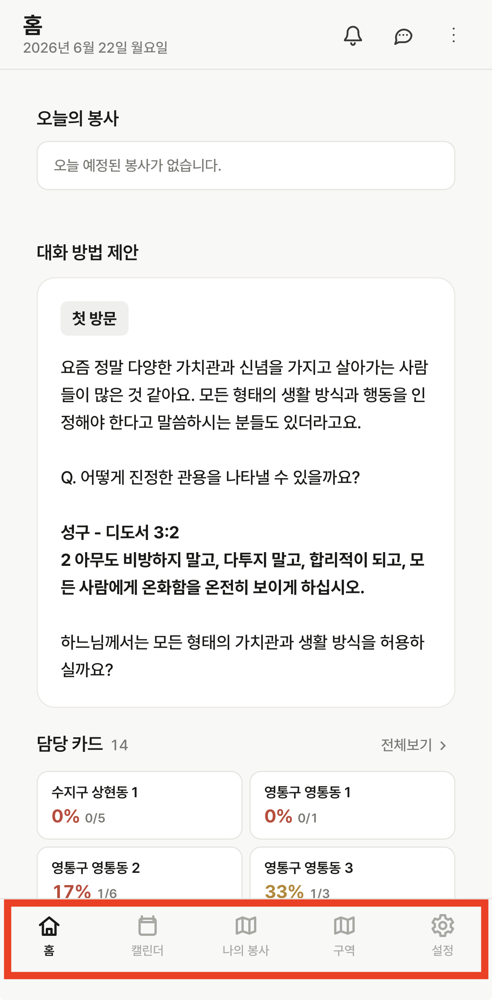 홈
2026년 6월 22일 월요일
오늘의 봉사
오늘 예정된 봉사가 없습니다.
대화 방법 제안
첫 방문
요즘 정말 다양한 가치관과 신념을 가지고 살아가는 사람
들이 많은 것 같아요. 모든 형태의 생활 방식과 행동을 인
정해야 한다고 말씀하시는 분들도 있더라고요.
Q. 어떻게 진정한 관용을 나타낼 수 있을까요?
성구 - 디도서 3:2
2 아무도 비방하지 말고, 다투지 말고, 합리적이 되고, 모
든 사람에게 온화함을 온전히 보이게 하십시오.
하느님께서는 모든 형태의 가치관과 생활 방식을 허용하
실까요?
담당 카드 14 전체보기
수지구 상현동 1
0% 0/5
영통구 영통동 1
0% 0/1
영통구 영통동 2
17% 1/6
영통구 영통동 3
33% 1/3
홈 캘린더 나의 봉사 구역 설정